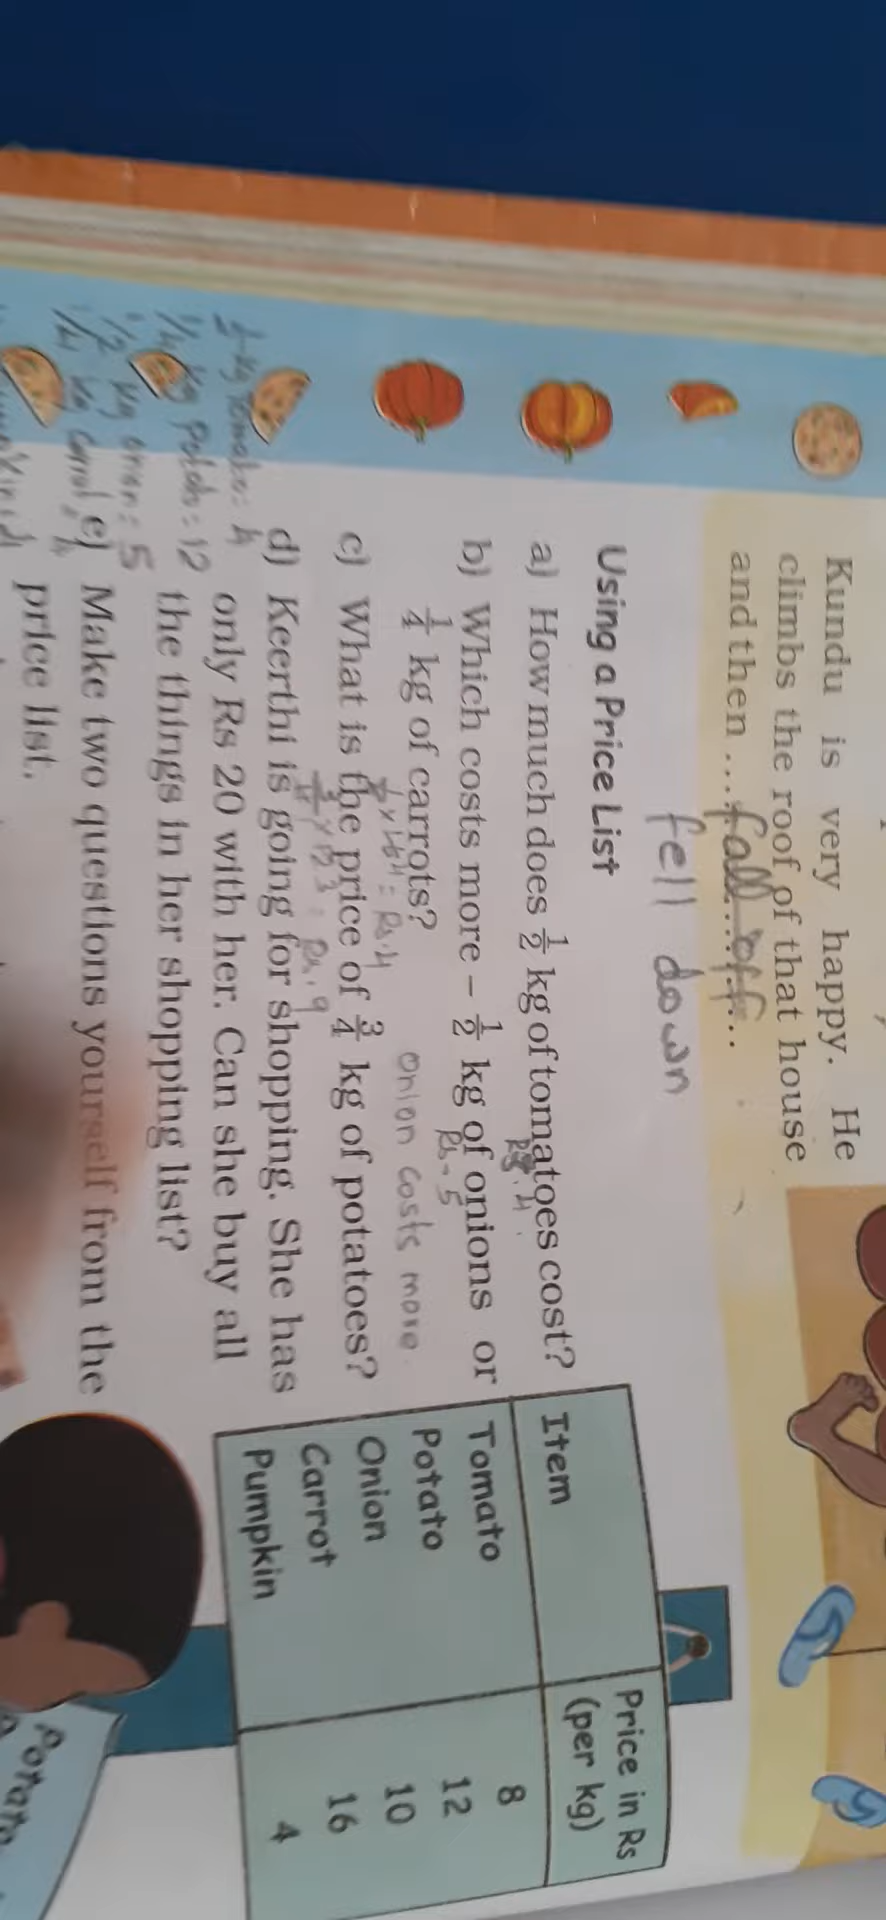 Kundu is very happy. He
climbs the roof of that house
and then ....fall off....
fell down
Using a Price List
a) How much does 1/2 kg of tomatoes cost?
Rs. 4
b) Which costs more – 1/2 kg of onions or
Rs. 5
1/4 kg of carrots?
Onion costs more.
= Rs. 4
c) What is the price of 3/4 kg of potatoes?
= Rs. 9
d) Keerthi is going for shopping. She has
only Rs 20 with her. Can she buy all
the things in her shopping list?
e) Make two questions yourself from the
price list.
Item Price in Rs
(per kg)
Tomato 8
Potato 12
Onion 10
Carrot 16
Pumpkin 4
kg Tomato = 4
kg Potato = 12
1/2 kg onion = 5
1/4 kg carrot =